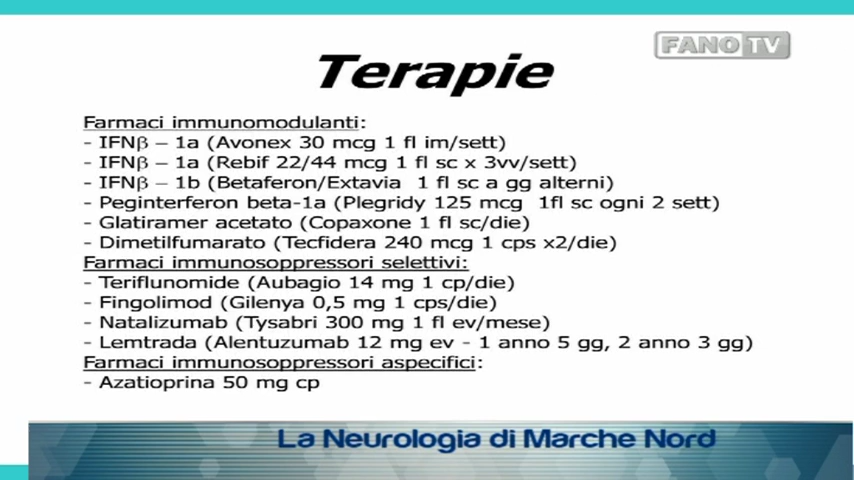 FANO TV
Terapie
Farmaci immunomodulanti:
- IFNβ – 1a (Avonex 30 mcg 1 fl im/sett)
- IFNβ – 1a (Rebif 22/44 mcg 1 fl sc x 3vv/sett)
- IFNβ – 1b (Betaferon/Extavia 1 fl sc a gg alterni)
- Peginterferon beta-1a (Plegridy 125 mcg 1fl sc ogni 2 sett)
- Glatiramer acetato (Copaxone 1 fl sc/die)
- Dimetilfumarato (Tecfidera 240 mcg 1 cps x2/die)
Farmaci immunosoppressori selettivi:
- Teriflunomide (Aubagio 14 mg 1 cp/die)
- Fingolimod (Gilenya 0,5 mg 1 cps/die)
- Natalizumab (Tysabri 300 mg 1 fl ev/mese)
- Lemtrada (Alentuzumab 12 mg ev - 1 anno 5 gg, 2 anno 3 gg)
Farmaci immunosoppressori aspecifici:
- Azatioprina 50 mg cp
La Neurologia di Marche Nord